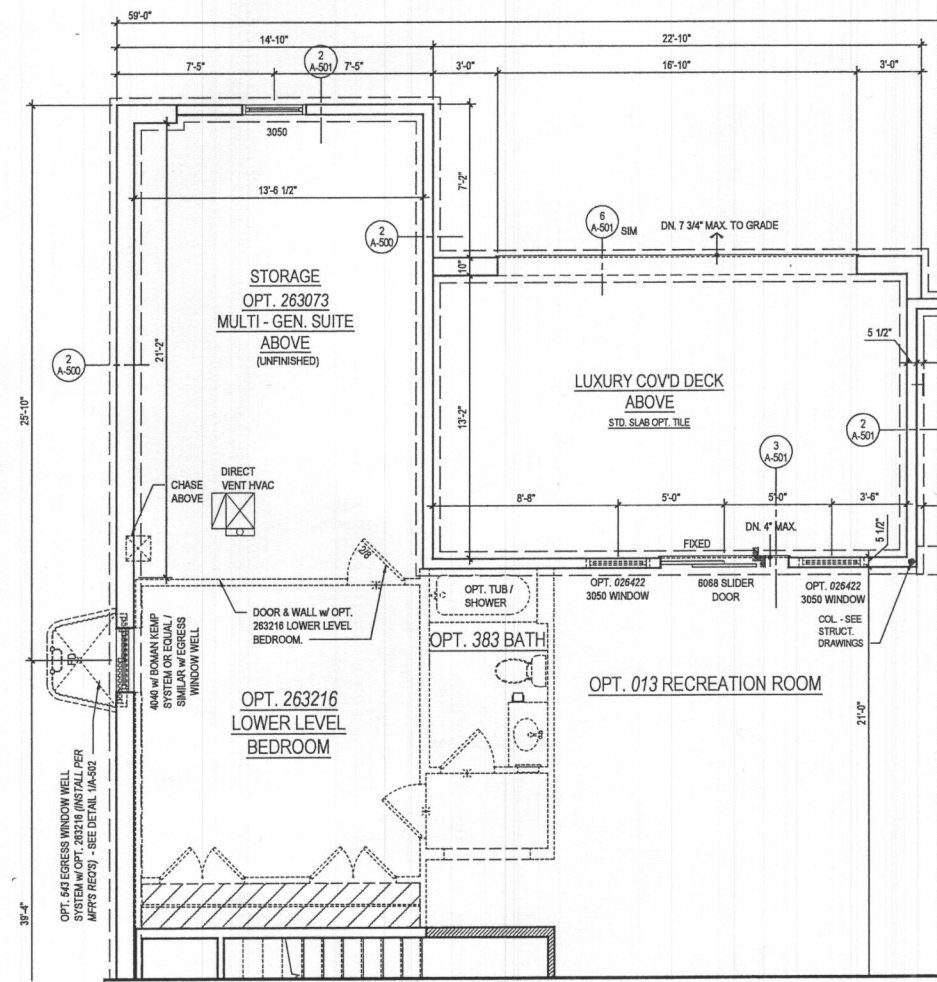 59'-0"
14'-10"
22'-10"
2
A-501
7'-5"
7'-5"
3'-0"
16'-10"
3'-0"
3050
13'-6 1/2"
7'-2"
2
A-500
6
A-501
SIM
DN. 7 3/4" MAX. TO GRADE
10"
STORAGE
OPT. 263073
MULTI - GEN. SUITE
ABOVE
(UNFINISHED)
21'-2"
2
A-500
25'-10"
5 1/2"
LUXURY COV'D DECK
ABOVE
STD. SLAB OPT. TILE
2
A-501
13'-2"
3
A-501
CHASE
ABOVE
DIRECT
VENT HVAC
8'-8"
5'-0"
5'-0"
3'-6"
DN. 4" MAX.
FIXED
5 1/2"
28
OPT. TUB /
SHOWER
OPT. 026422
3050 WINDOW
6068 SLIDER
DOOR
OPT. 026422
3050 WINDOW
DOOR & WALL w/ OPT.
263216 LOWER LEVEL
BEDROOM.
COL. - SEE
STRUCT.
DRAWINGS
OPT. 383 BATH
FD
4040 w/ BOMAN KEMP
SYSTEM OR EQUAL /
SIMILAR w/ EGRESS
WINDOW WELL
OPT. 263216
LOWER LEVEL
BEDROOM
OPT. 013 RECREATION ROOM
21'-0"
OPT. 543 EGRESS WINDOW WELL
SYSTEM w/ OPT. 263216 (INSTALL PER
MFR'S REQ'S) - SEE DETAIL 1/A-502
39'-4"